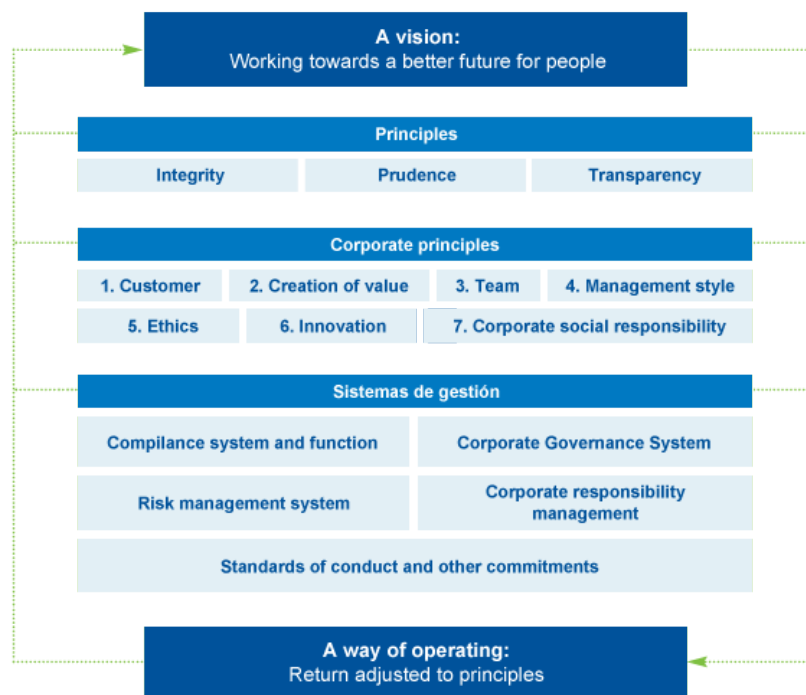 A vision:
Working towards a better future for people
Principles
Integrity
Prudence
Transparency
Corporate principles
1. Customer
2. Creation of value
3. Team
4. Management style
5. Ethics
6. Innovation
7. Corporate social responsibility
Sistemas de gestión
Compilance system and function
Corporate Governance System
Risk management system
Corporate responsibility
management
Standards of conduct and other commitments
A way of operating:
Return adjusted to principles